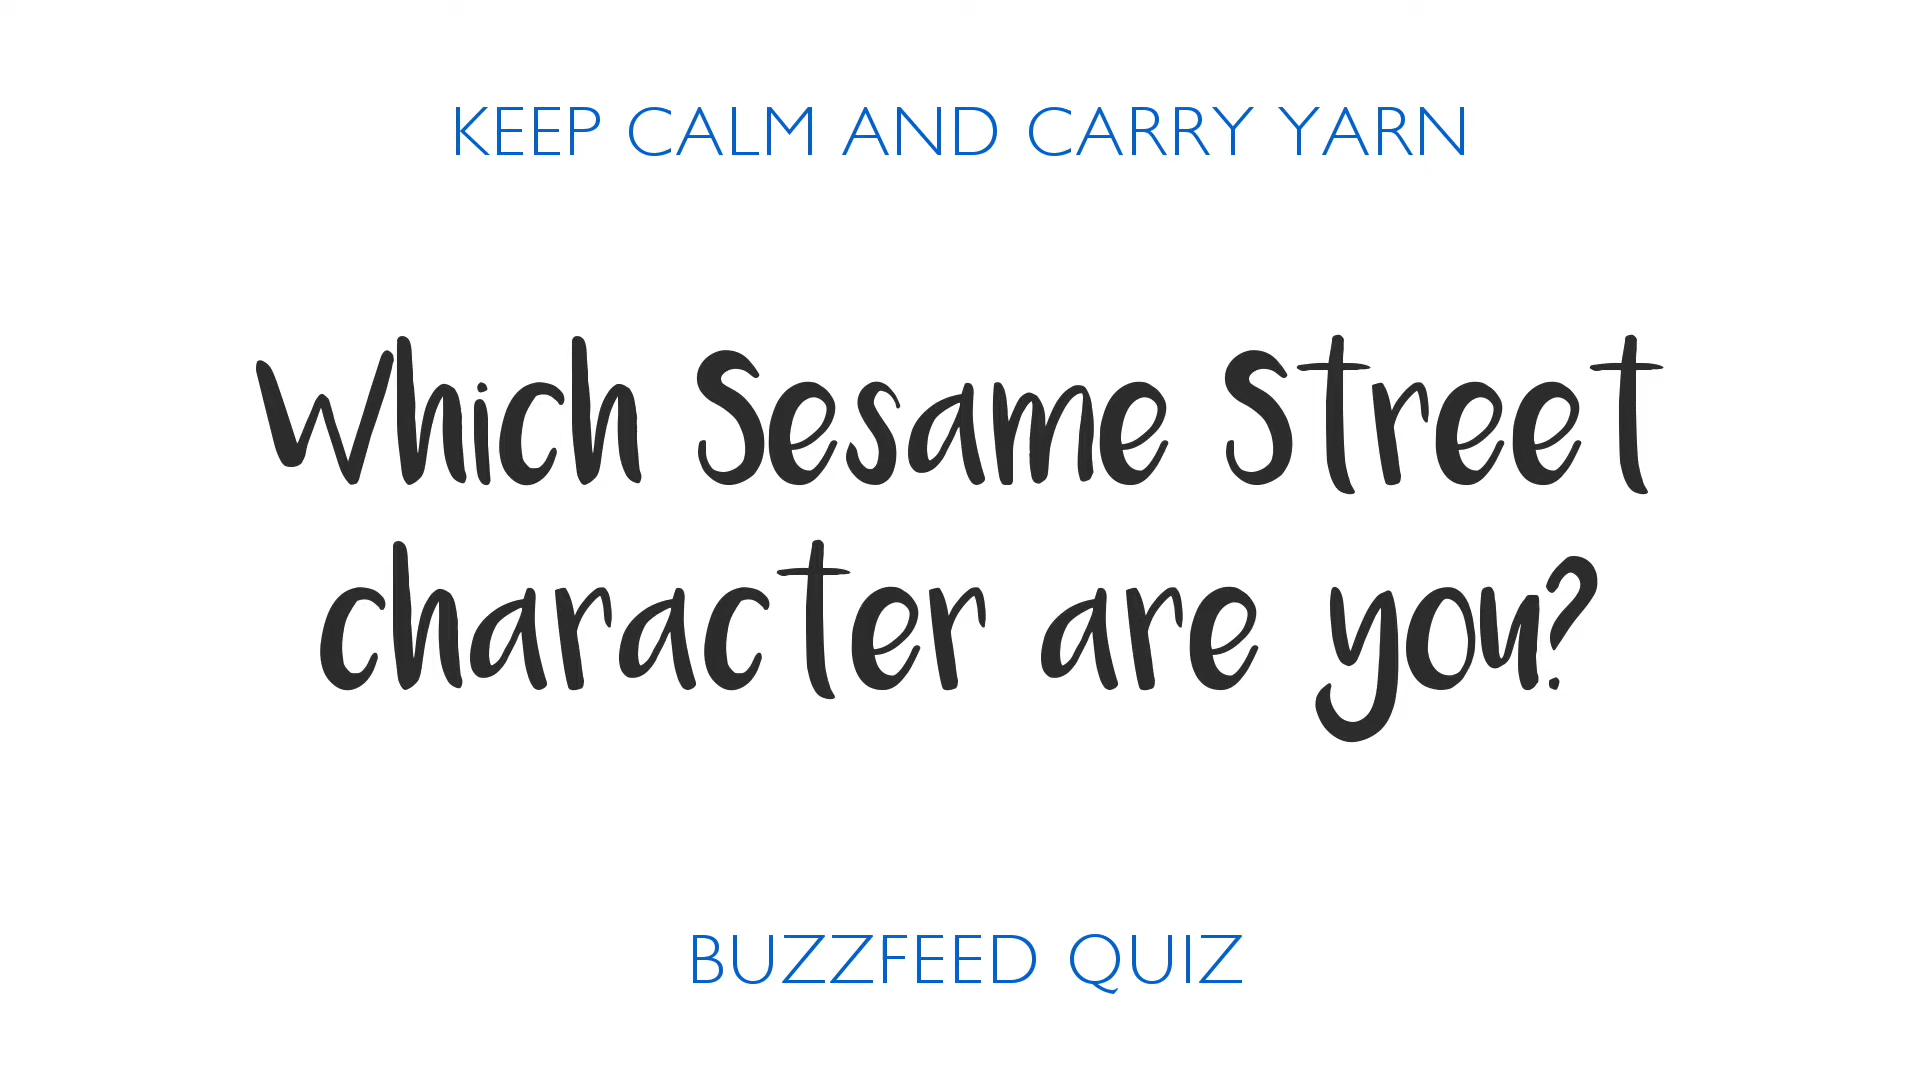 KEEP CALM AND CARRY YARN
Which Sesame Street
character are you?
BUZZFEED QUIZ